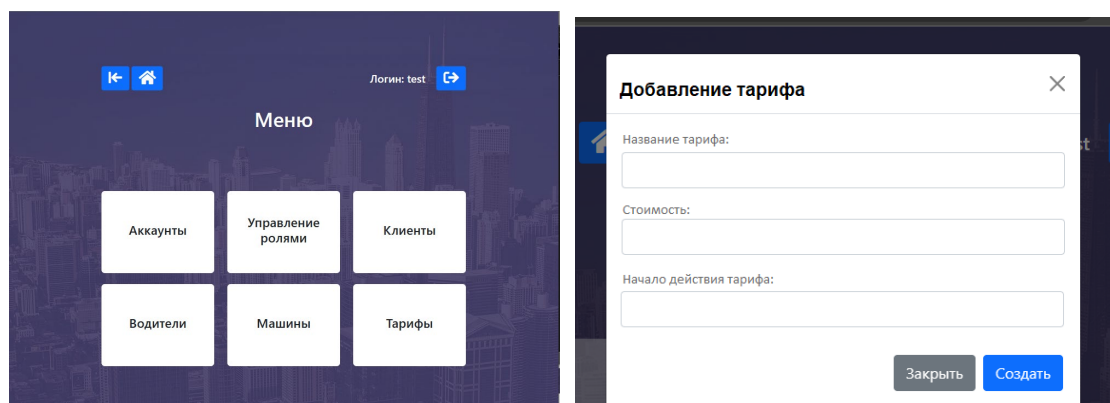 Логин: test
Меню
Аккаунты
Управление
ролями
Клиенты
Водители
Машины
Тарифы
Добавление тарифа
Название тарифа:
Стоимость:
Начало действия тарифа:
Закрыть
Создать